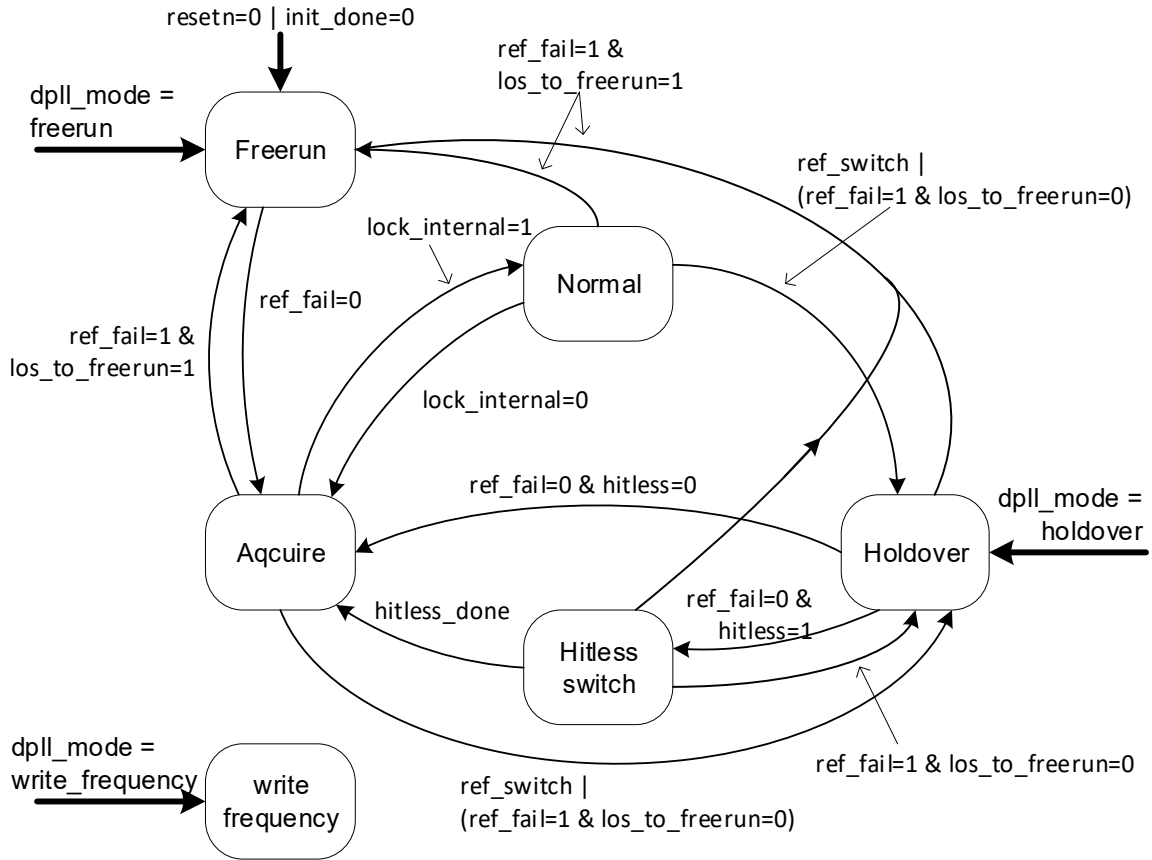 resetn=0 | init_done=0
ref_fail=1 &
los_to_freerun=1
dpll_mode =
freerun
Freerun
ref_switch |
(ref_fail=1 & los_to_freerun=0)
lock_internal=1
Normal
ref_fail=0
ref_fail=1 &
los_to_freerun=1
lock_internal=0
ref_fail=0 & hitless=0
dpll_mode =
holdover
Aqcuire
Holdover
hitless_done
ref_fail=0 &
hitless=1
Hitless
switch
dpll_mode =
write_frequency
write
frequency
ref_switch |
(ref_fail=1 & los_to_freerun=0)
ref_fail=1 & los_to_freerun=0